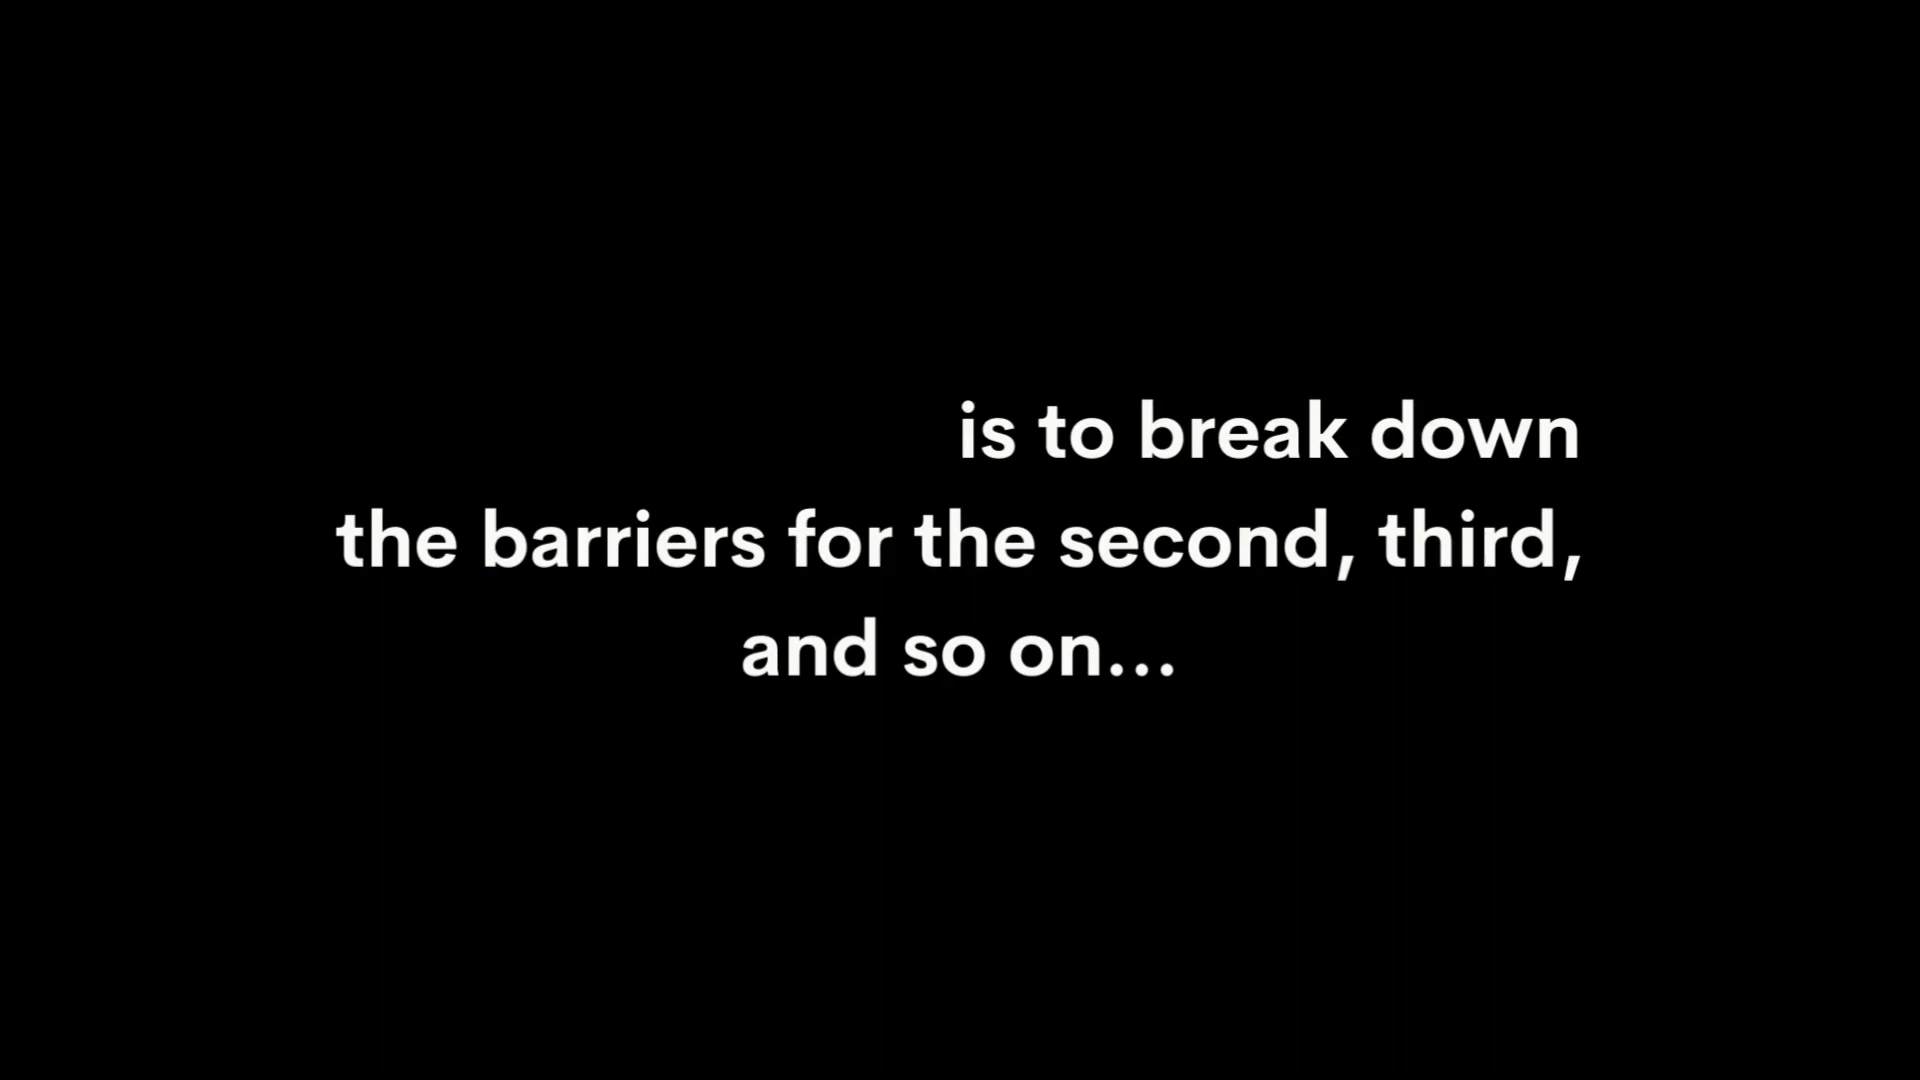 is to break down
the barriers for the second, third,
and so on...